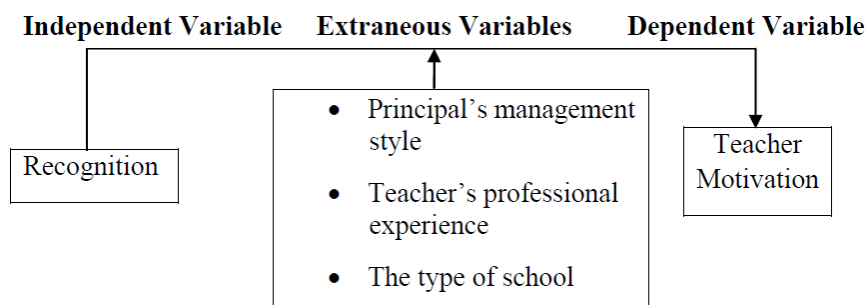 Independent Variable Extraneous Variables Dependent Variable
Recognition
• Principal's management
style
• Teacher's professional
experience
• The type of school
Teacher
Motivation